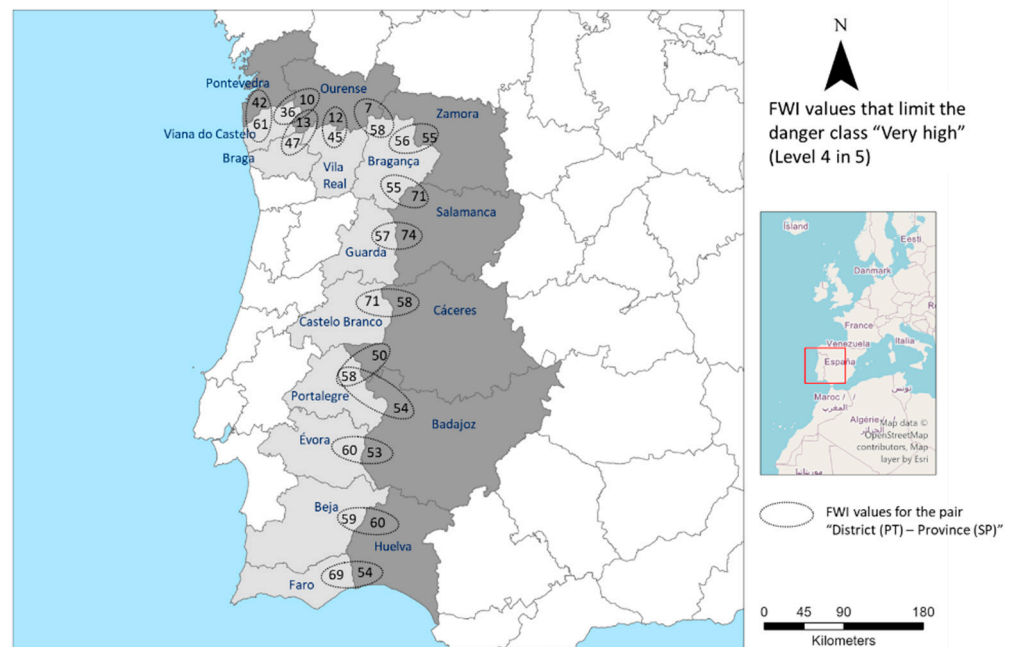 N
FWI values that limit the
danger class “Very high”
(Level 4 in 5)
Pontevedra
Ourense
Zamora
42
10
36
13
12
7
61
47
45
58
56
55
Viana do Castelo
Braga
Vila
Real
Bragança
55
71
Salamanca
57
74
Guarda
71
58
Cáceres
Castelo Branco
50
58
Portalegre
54
Badajoz
Évora
60
53
Beja
59
60
Huelva
Faro
69
54
Ísland
Eesti
Danmark
France
Venezuela
Italia
España
Maroc /
المغرب
تونس
Algérie /
الجزائر
Map data ©
OpenStreetMap
contributors, Map
layer by Esri
FWI values for the pair
“District (PT) – Province (SP)”
0 45 90 180
Kilometers